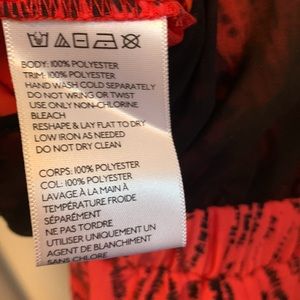 BODY: 100% POLYESTER
TRIM: 100% POLYESTER
HAND WASH COLD SEPARATELY
DO NOT WRING OR TWIST
USE ONLY NON-CHLORINE
BLEACH
RESHAPE & LAY FLAT TO DRY
LOW IRON AS NEEDED
DO NOT DRY CLEAN
CORPS: 100% POLYESTER
COL: 100% POLYESTER
LAVAGE À LA MAIN À
TEMPÉRATURE FROIDE
SÉPARÉMENT
NE PAS TORDRE
UTILISER UNIQUEMENT UN
AGENT DE BLANCHIMENT
SANS CHLORE